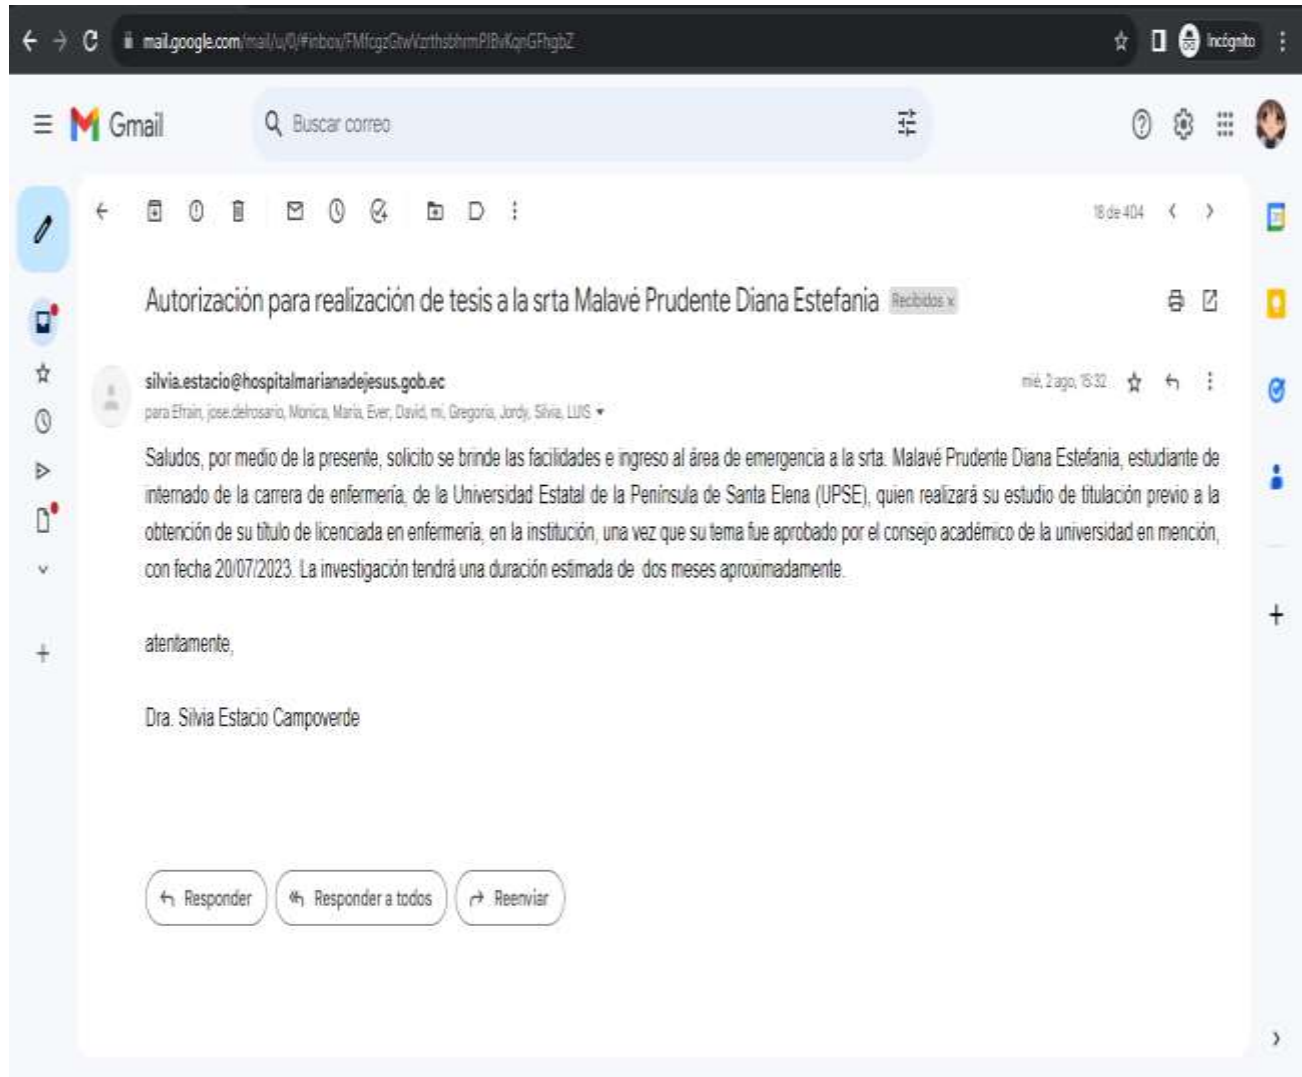 mail.google.com/mail/u/0/#inbox/
Incógnito
Gmail
Buscar correo
18 de 404
Autorización para realización de tesis a la srta Malavé Prudente Diana Estefania Recibidos x
silvia.estacio@hospitalmarianadejesus.gob.ec
mié, 2 ago, 15:32
para Efrain, jose.delrosario, Monica, Maria, Ever, David, mi, Gregoria, Jordy, Silvia, LUIS
Saludos, por medio de la presente, solicito se brinde las facilidades e ingreso al área de emergencia a la srta. Malavé Prudente Diana Estefania, estudiante de
internado de la carrera de enfermería, de la Universidad Estatal de la Península de Santa Elena (UPSE), quien realizará su estudio de titulación previo a la
obtención de su título de licenciada en enfermería, en la institución, una vez que su tema fue aprobado por el consejo académico de la universidad en mención,
con fecha 20/07/2023. La investigación tendrá una duración estimada de dos meses aproximadamente.
atentamente,
Dra. Silvia Estacio Campoverde
Responder
Responder a todos
Reenviar